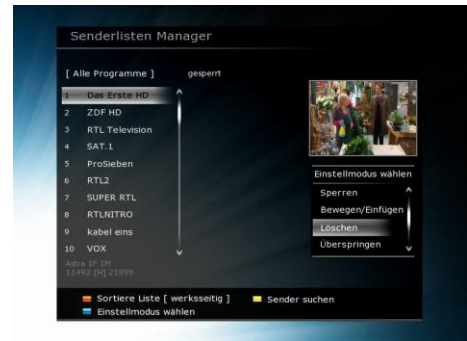 Senderlisten Manager
[ Alle Programme ] gesperrt
1 Das Erste HD
2 ZDF HD
3 RTL Television
4 SAT.1
5 ProSieben
6 RTL2
7 SUPER RTL
8 RTLNITRO
9 kabel eins
10 VOX
Astra 1F 1M
11492 [H] 21999
Einstellmodus wählen
Sperren
Bewegen/Einfügen
Löschen
Überspringen
Sortiere Liste [ werksseitig ] Sender suchen
Einstellmodus wählen